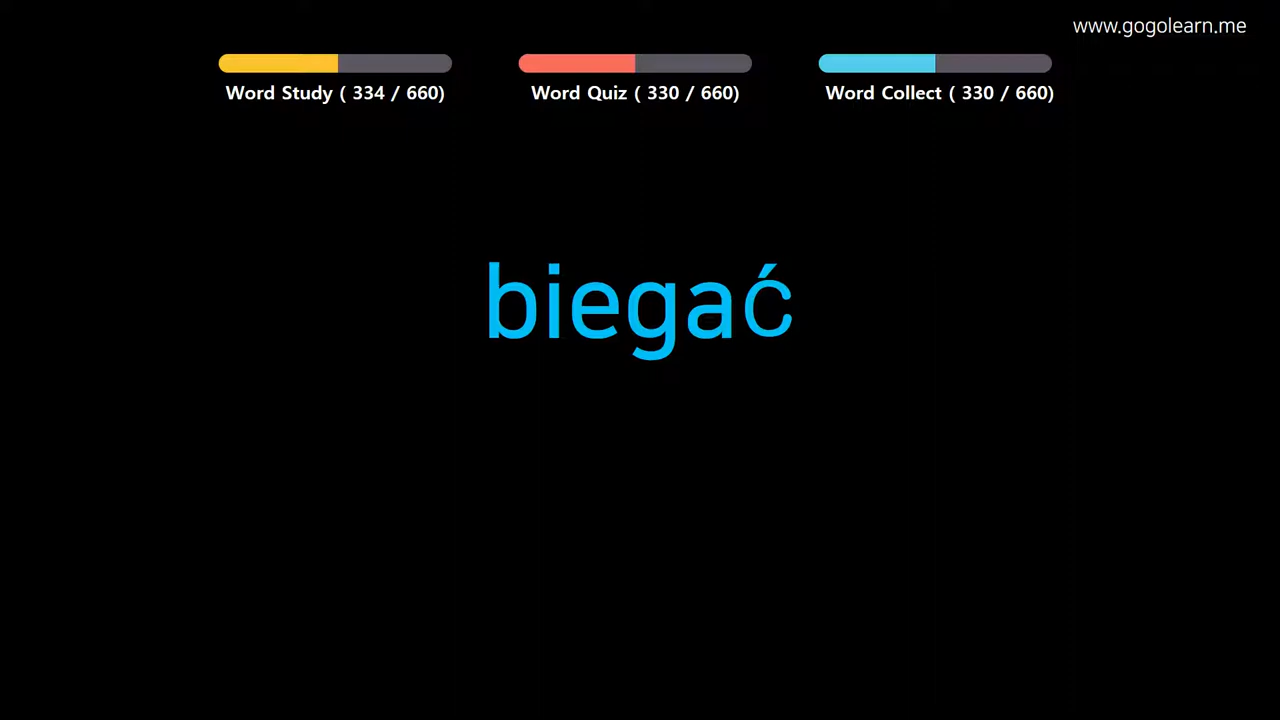 www.gogolearn.me
Word Study ( 334 / 660)
Word Quiz ( 330 / 660)
Word Collect ( 330 / 660)
biegać